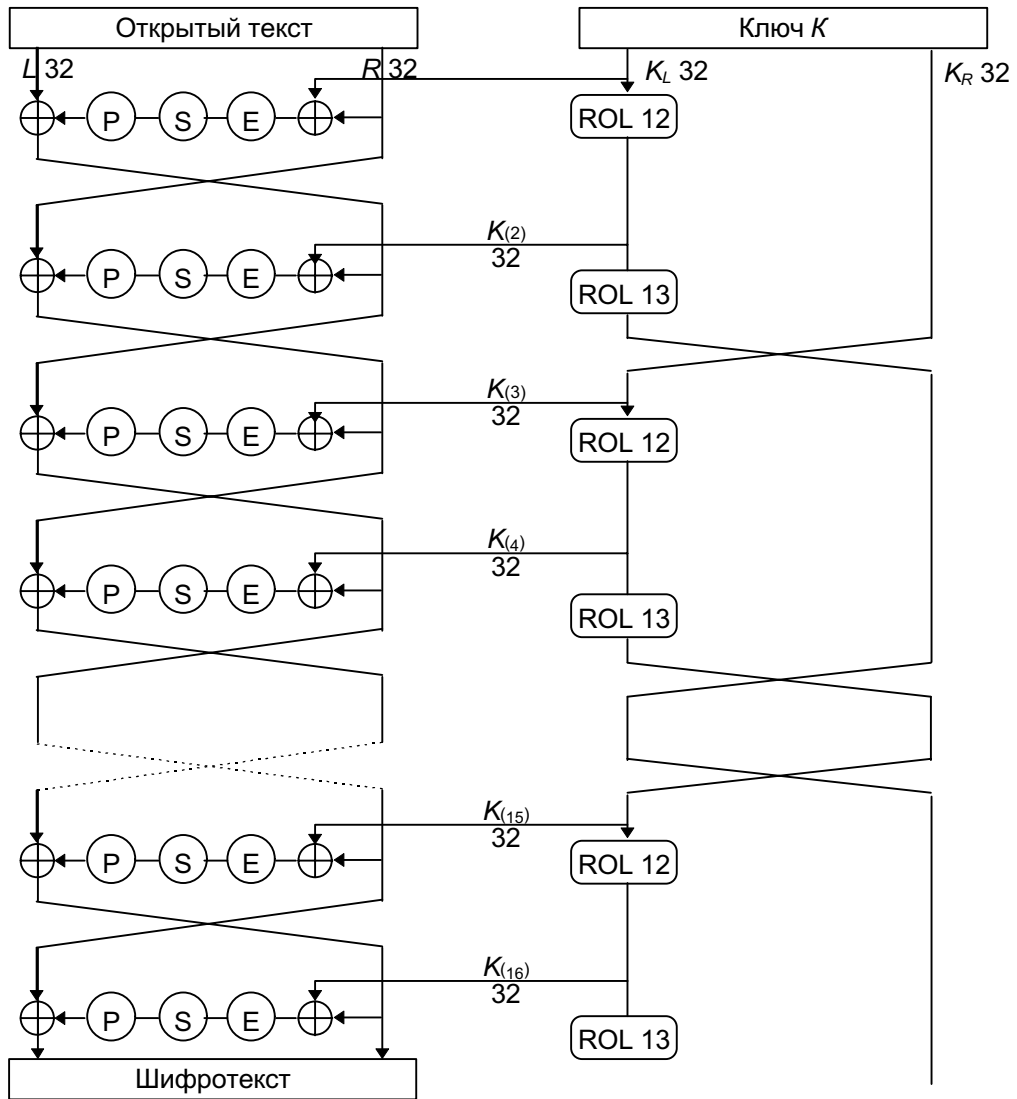 Открытый текст
Ключ К
L 32
R 32
K_L 32
K_R 32
P S E
ROL 12
K(2)
32
P S E
ROL 13
K(3)
32
P S E
ROL 12
K(4)
32
P S E
ROL 13
K(15)
32
P S E
ROL 12
K(16)
32
P S E
ROL 13
Шифротекст